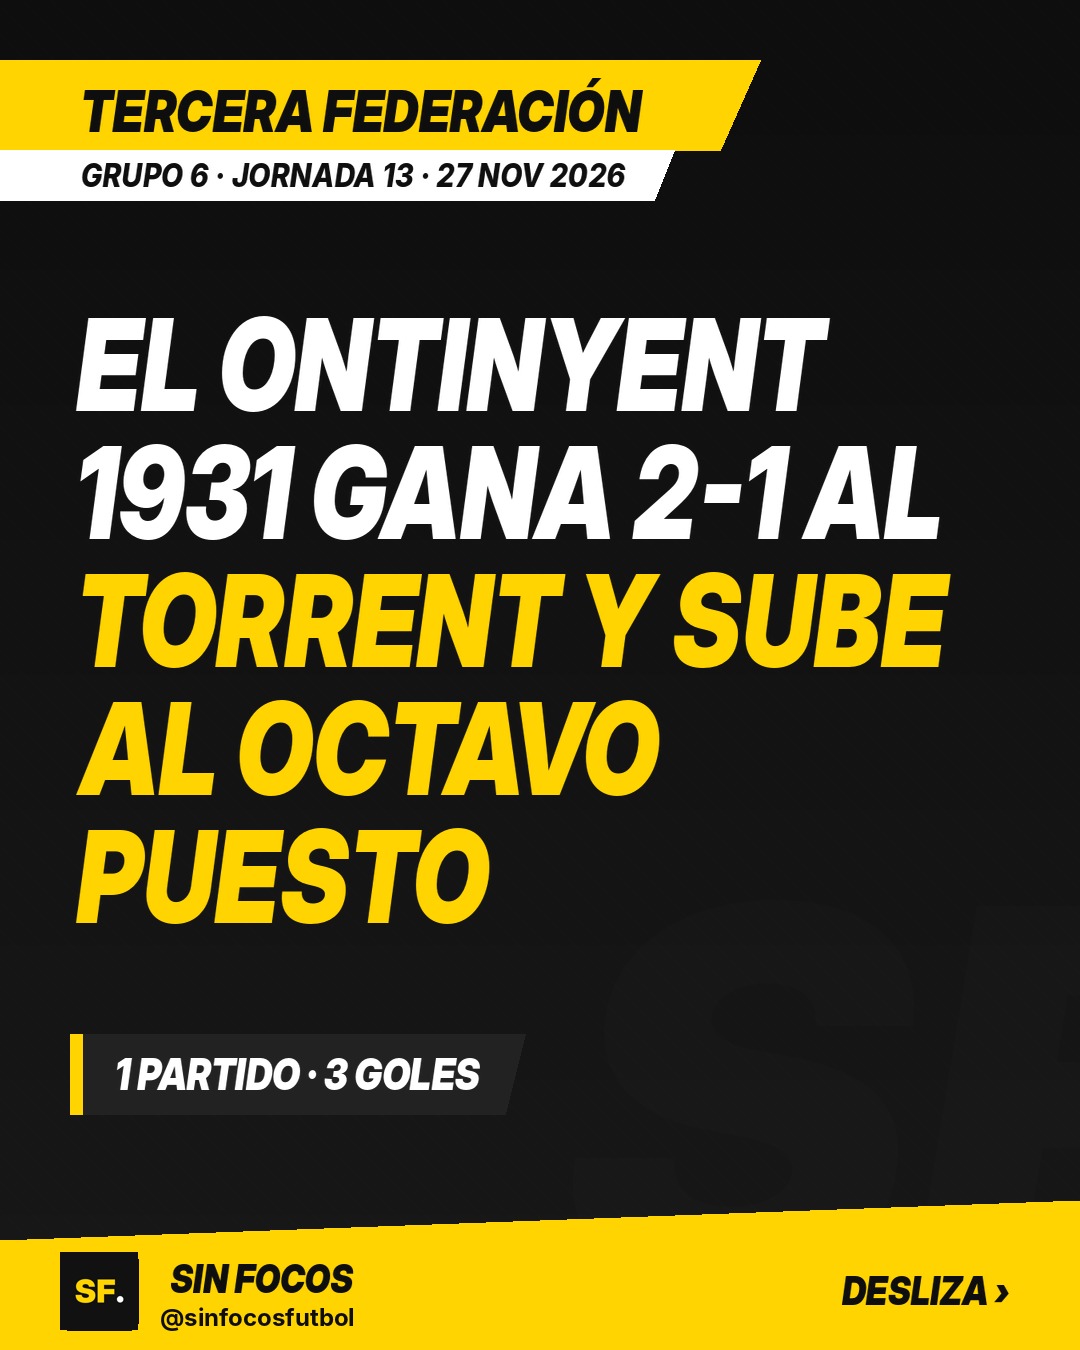 TERCERA FEDERACIÓN
GRUPO 6 · JORNADA 13 · 27 NOV 2026
EL ONTINYENT
1931 GANA 2-1 AL
TORRENT Y SUBE
AL OCTAVO
PUESTO
1 PARTIDO · 3 GOLES
SF
SF.
SIN FOCOS
@sinfocosfutbol
DESLIZA ›